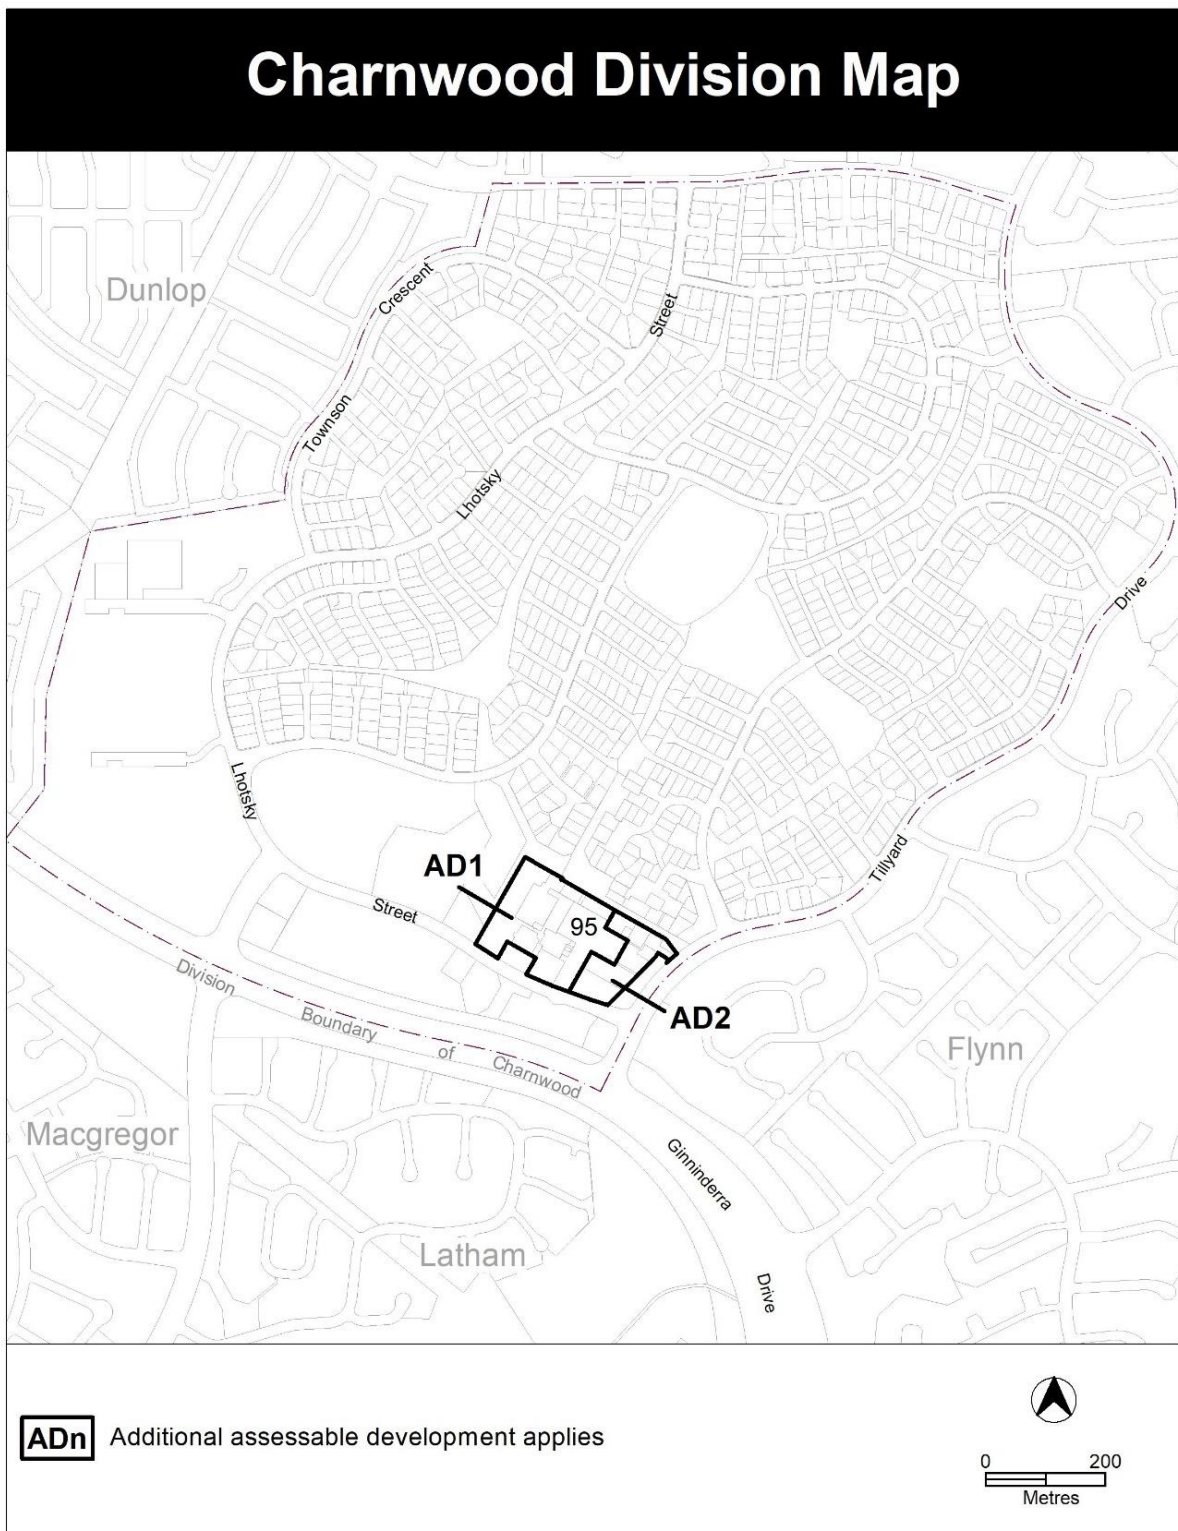 Charnwood Division Map
Dunlop
Crescent
Street
Townson
Lhotsky
Drive
Lhotsky
Tillyard
AD1
Street
95
Division
AD2
Boundary
of
Charnwood
Flynn
Macgregor
Ginninderra
Latham
Drive
ADn Additional assessable development applies
0 200
Metres